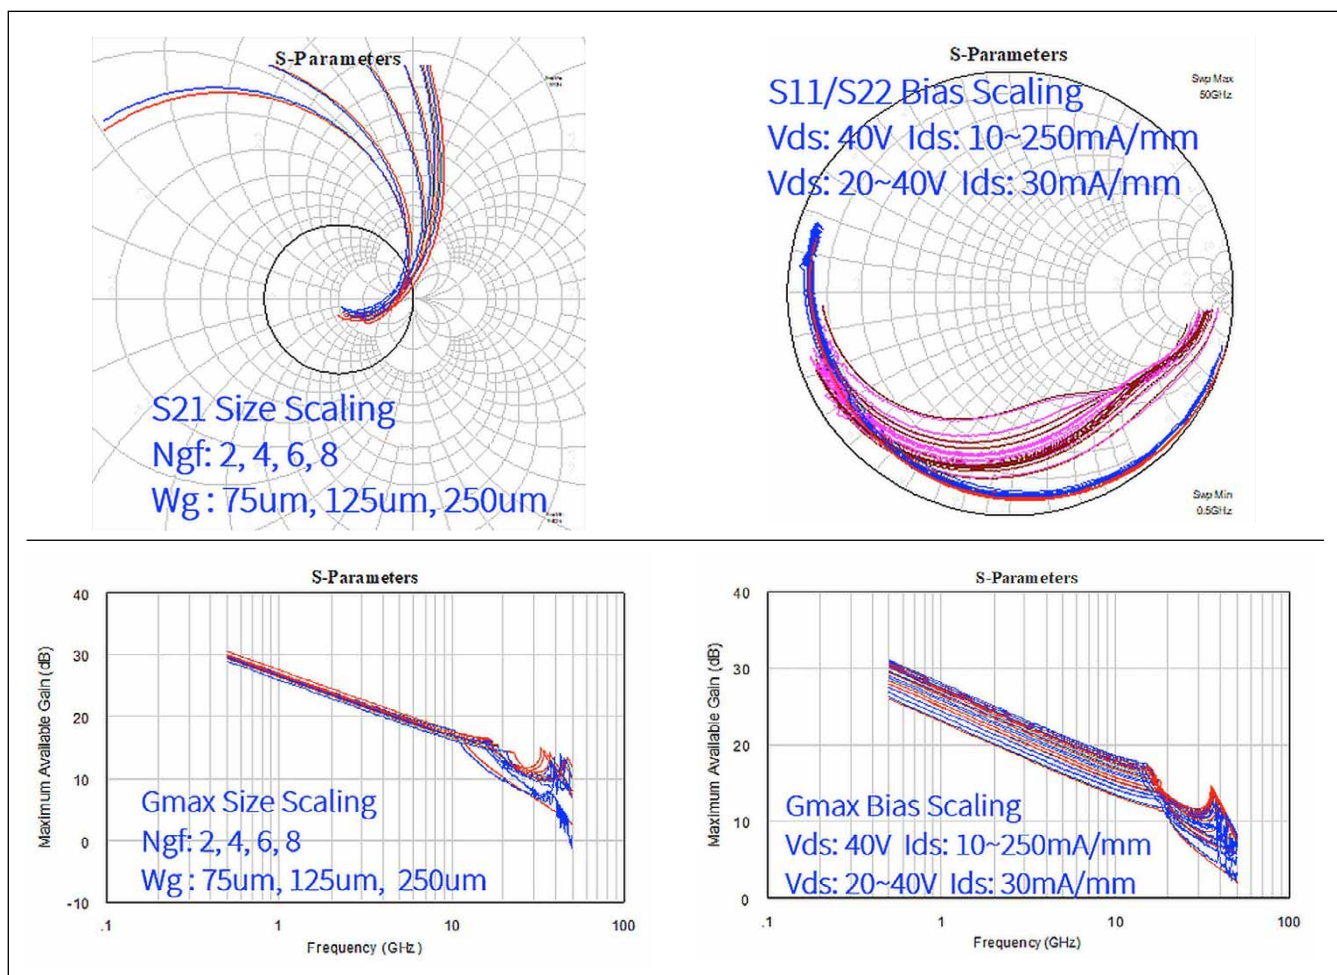 S-Parameters
S21 Size Scaling
Ngf: 2, 4, 6, 8
Wg : 75um, 125um, 250um
S-Parameters
Swp Max
50GHz
S11/S22 Bias Scaling
Vds: 40V Ids: 10~250mA/mm
Vds: 20~40V Ids: 30mA/mm
Swp Min
0.5GHz
S-Parameters
Maximum Available Gain (dB)
40
30
20
10
0
-10
Gmax Size Scaling
Ngf: 2, 4, 6, 8
Wg : 75um, 125um, 250um
.1
1
10
100
Frequency (GHz)
S-Parameters
Maximum Available Gain (dB)
40
30
20
10
0
Gmax Bias Scaling
Vds: 40V Ids: 10~250mA/mm
Vds: 20~40V Ids: 30mA/mm
.1
1
10
100
Frequency (GHz)